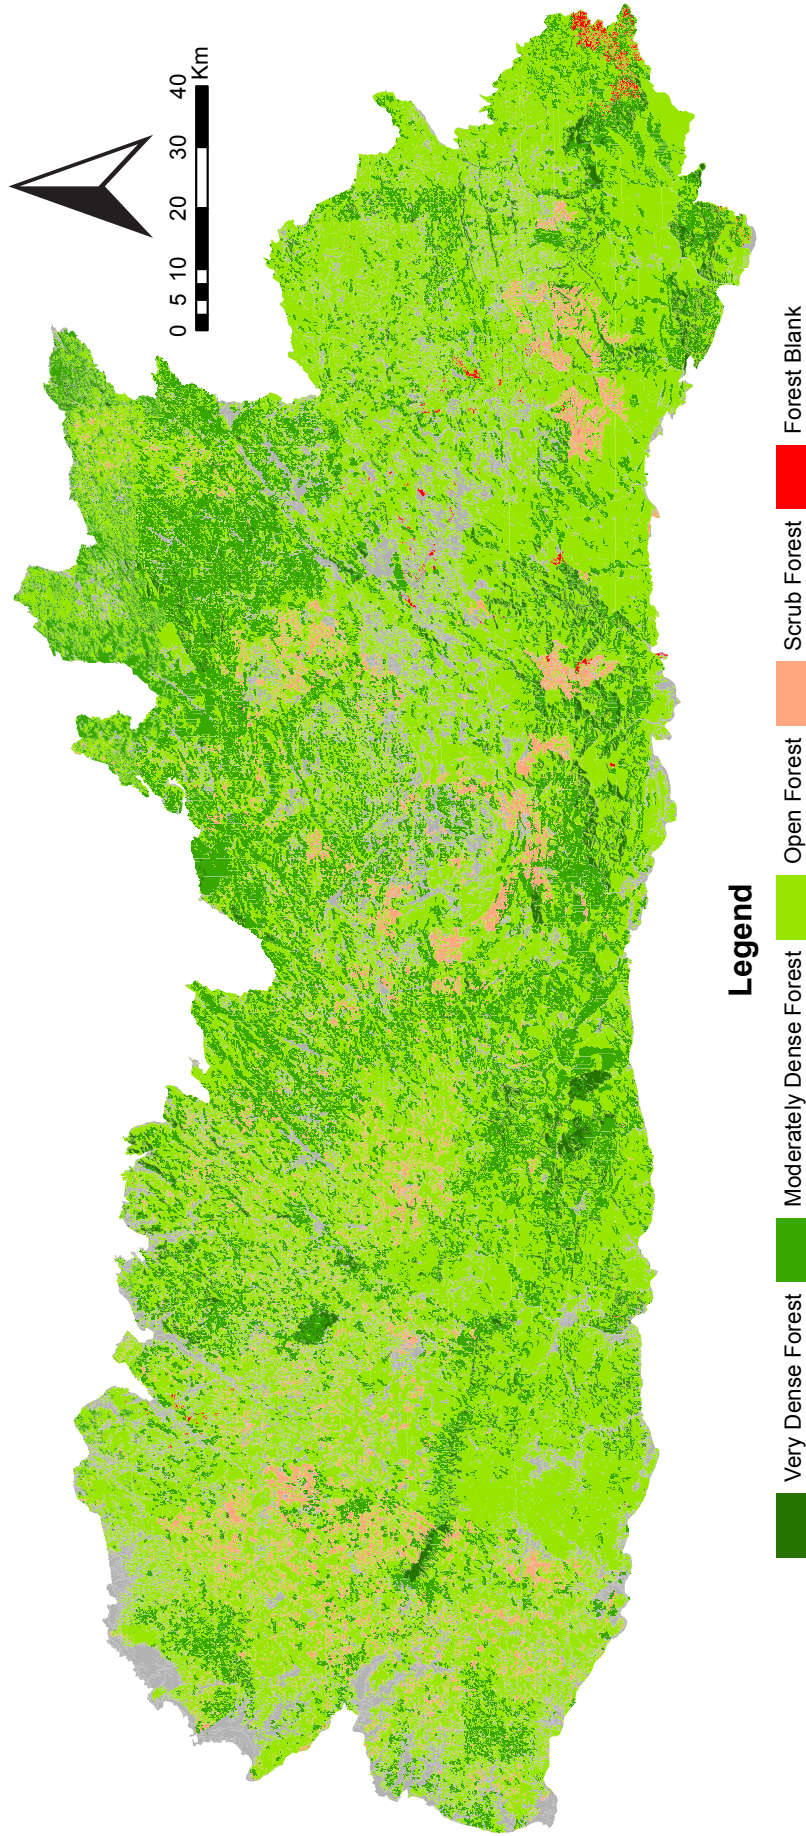 0 5 10 20 30 40
Km
Legend
Very Dense Forest
Moderately Dense Forest
Open Forest
Scrub Forest
Forest Blank